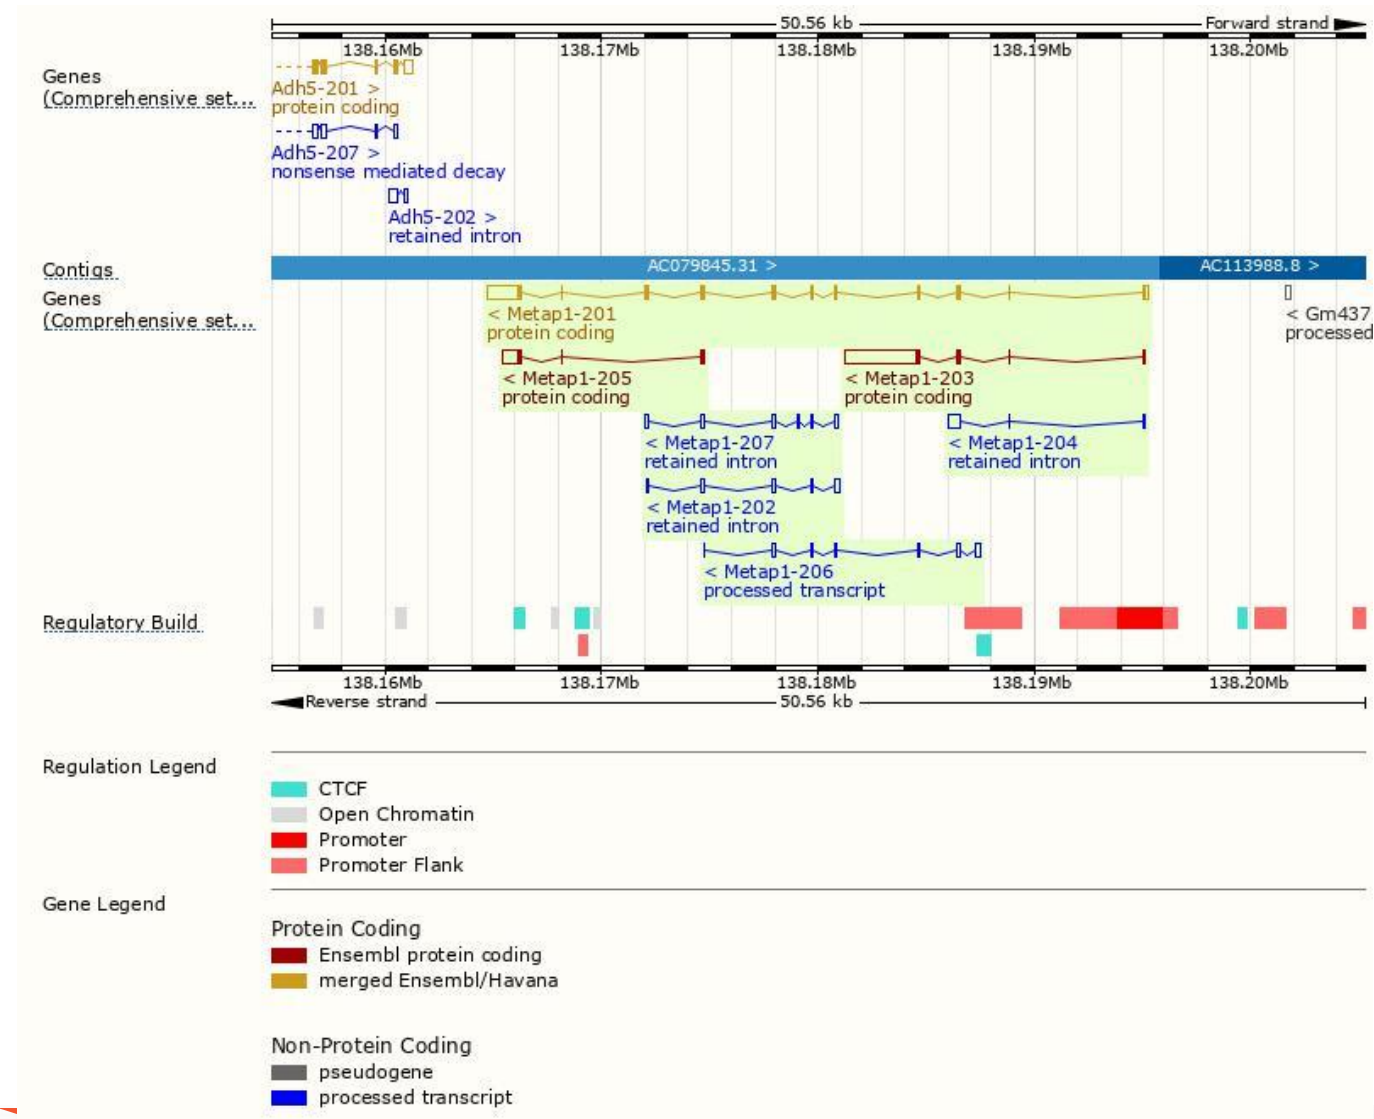 50.56 kb Forward strand
138.16Mb 138.17Mb 138.18Mb 138.19Mb 138.20Mb
Genes
(Comprehensive set...
Adh5-201 >
protein coding
Adh5-207 >
nonsense mediated decay
Adh5-202 >
retained intron
Contigs
AC079845.31 > AC113988.8 >
Genes
(Comprehensive set...
< Metap1-201
protein coding
< Gm437
processed
< Metap1-205
protein coding
< Metap1-203
protein coding
< Metap1-207
retained intron
< Metap1-204
retained intron
< Metap1-202
retained intron
< Metap1-206
processed transcript
Regulatory Build
138.16Mb 138.17Mb 138.18Mb 138.19Mb 138.20Mb
Reverse strand 50.56 kb
Regulation Legend
CTCF
Open Chromatin
Promoter
Promoter Flank
Gene Legend
Protein Coding
Ensembl protein coding
merged Ensembl/Havana
Non-Protein Coding
pseudogene
processed transcript